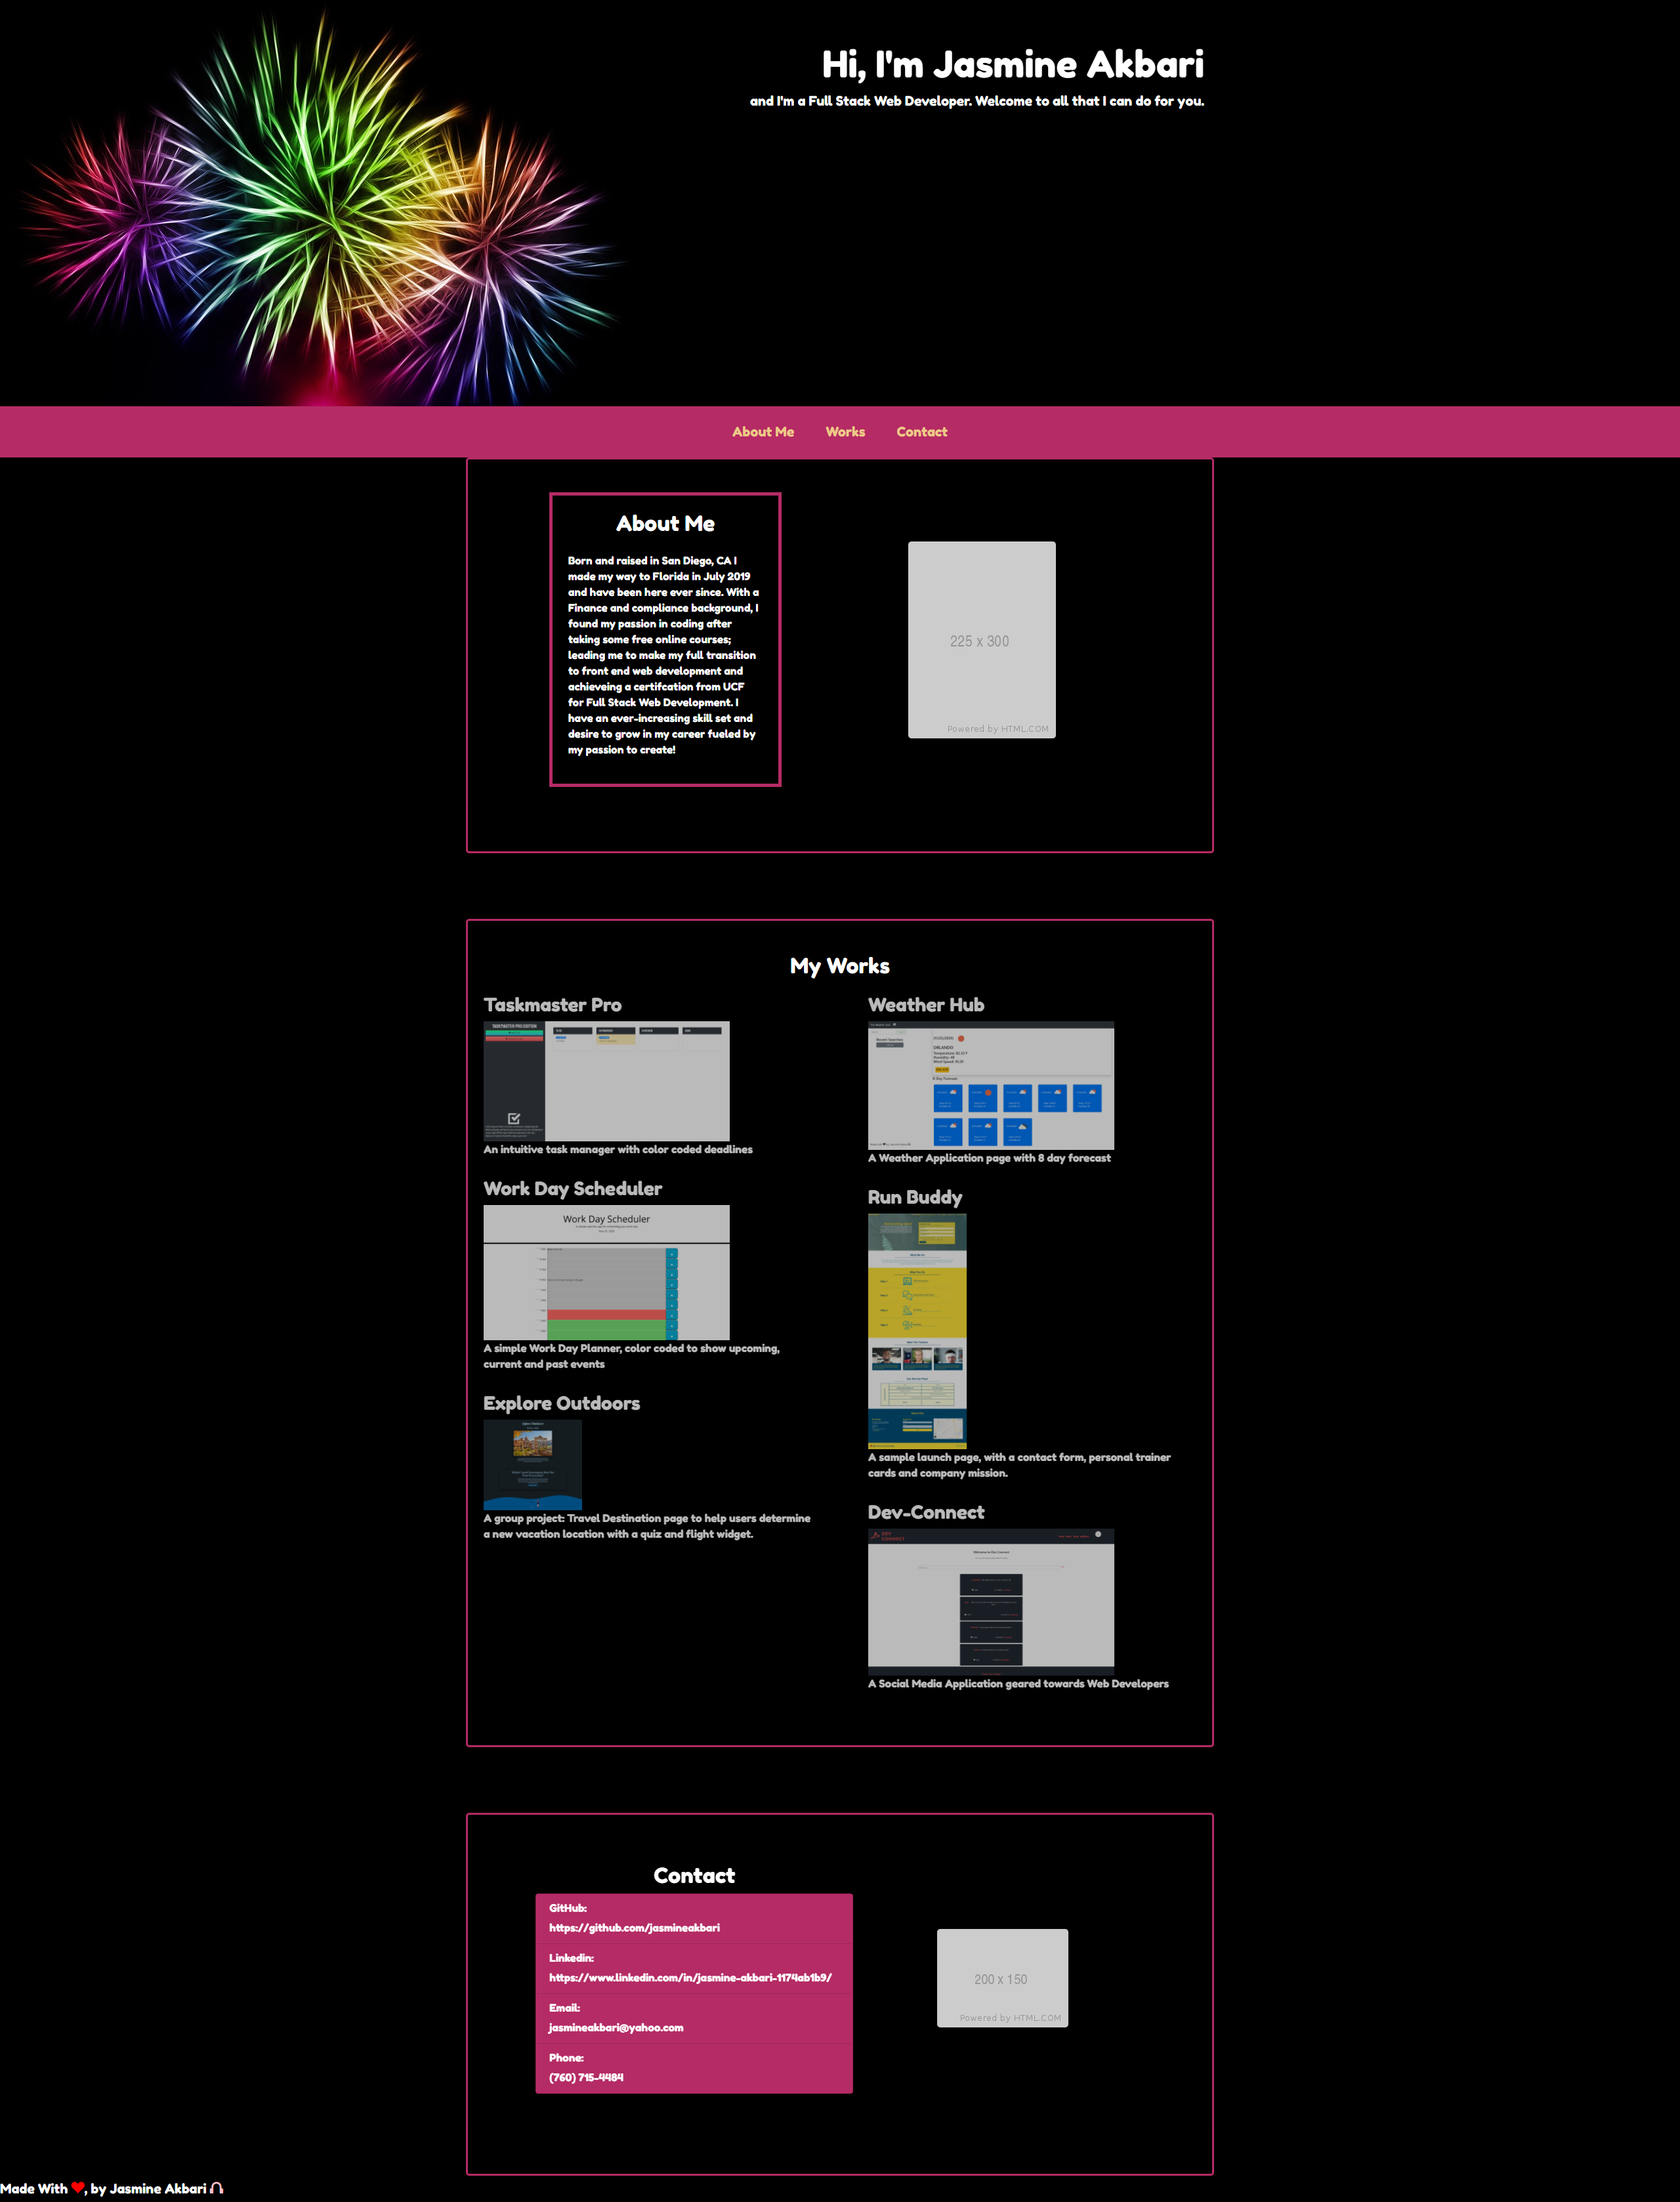 Hi, I'm Jasmine Akbari
and I'm a Full Stack Web Developer. Welcome to all that I can do for you.
About Me
Works
Contact
About Me
Born and raised in San Diego, CA I
made my way to Florida in July 2019
and have been here ever since. With a
Finance and compliance background, I
found my passion in coding after
taking some free online courses;
leading me to make my full transition
to front end web development and
achieveing a certifcation from UCF
for Full Stack Web Development. I
have an ever-increasing skill set and
desire to grow in my career fueled by
my passion to create!
225 x 300
Powered by HTML.COM
My Works
Taskmaster Pro
TASKMASTER PRO EDITION
An intuitive task manager with color coded deadlines
Work Day Scheduler
Work Day Scheduler
A simple Work Day Planner, color coded to show upcoming,
current and past events
Explore Outdoors
A group project: Travel Destination page to help users determine
a new vacation location with a quiz and flight widget.
Weather Hub
ORLANDO
A Weather Application page with 8 day forecast
Run Buddy
A sample launch page, with a contact form, personal trainer
cards and company mission.
Dev-Connect
DEV
CONNECT
A Social Media Application geared towards Web Developers
Contact
GitHub:
https://github.com/jasmineakbari
Linkedin:
https://www.linkedin.com/in/jasmine-akbari-1174ab1b9/
Email:
jasmineakbari@yahoo.com
Phone:
(760) 715-4484
200 x 150
Powered by HTML.COM
Made With ❤️, by Jasmine Akbari